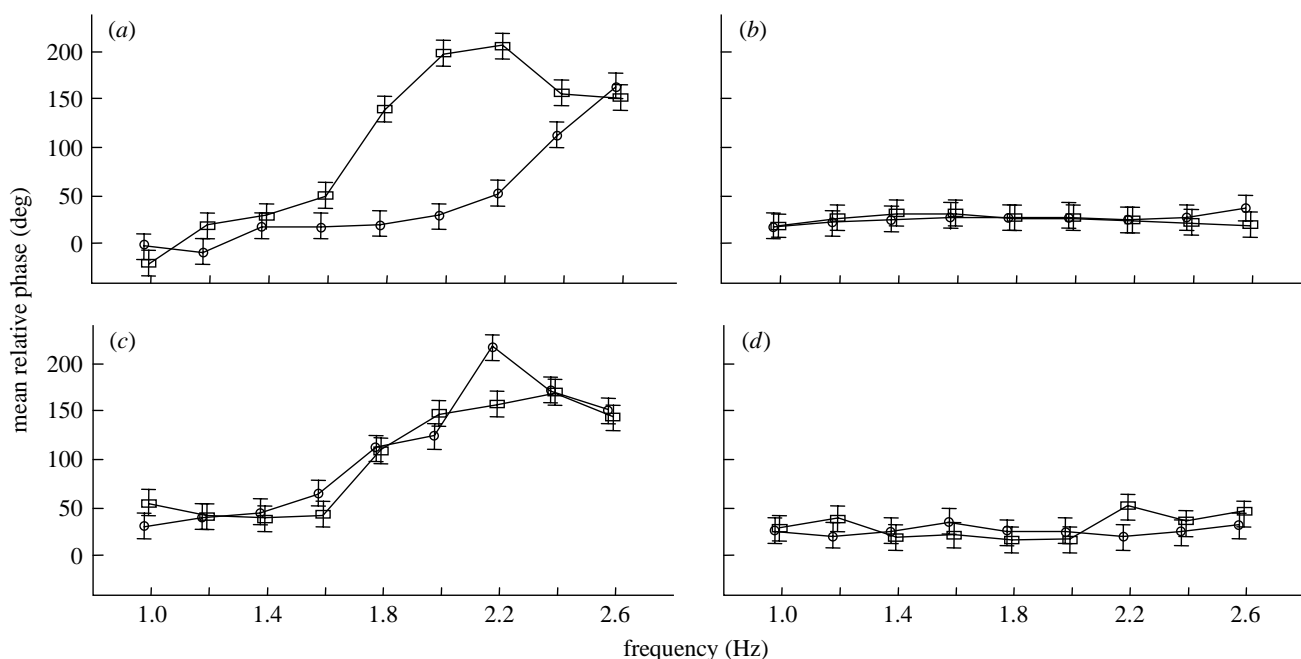 (a)
(b)
200
150
100
50
0
mean relative phase (deg)
(c)
(d)
200
150
100
50
0
1.0 1.4 1.8 2.2 2.6 1.0 1.4 1.8 2.2 2.6
frequency (Hz)